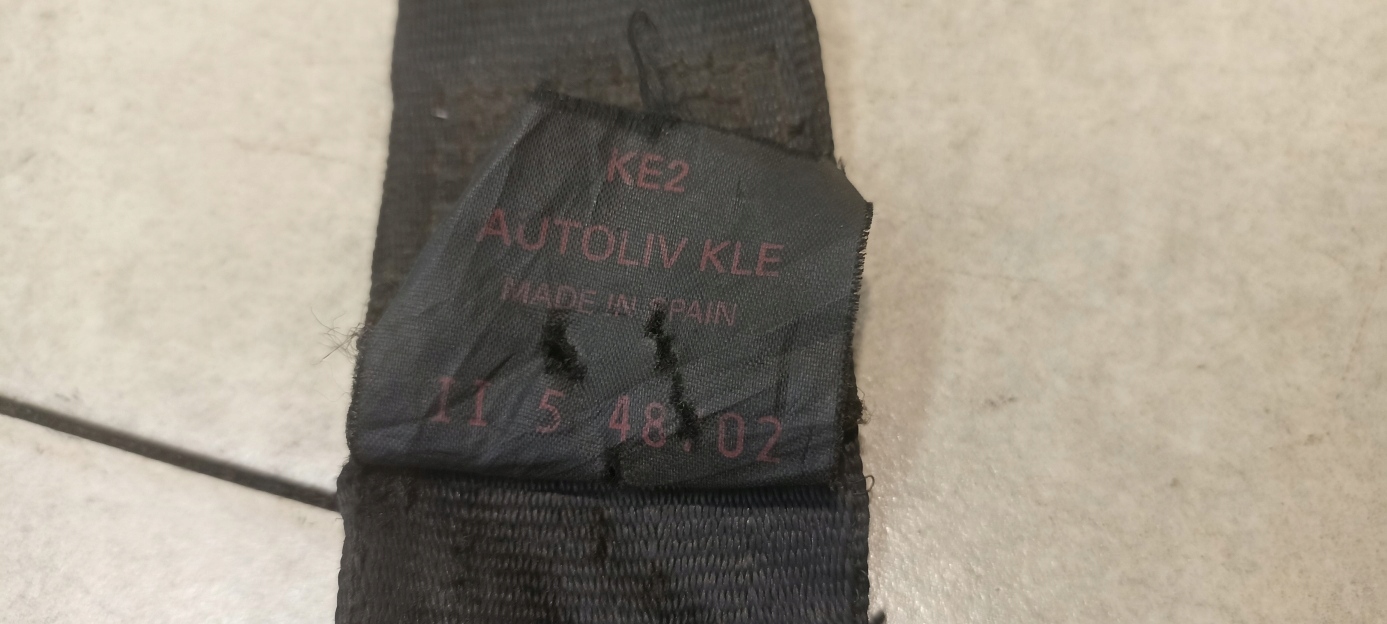 KE2
AUTOLIV KLE
MADE IN SPAIN
II 5 48.02